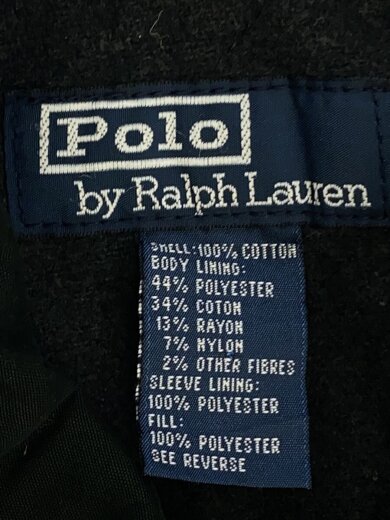 Polo
by Ralph Lauren
SHELL:100% COTTON
BODY LINING:
44% POLYESTER
34% COTON
13% RAYON
7% NYLON
2% OTHER FIBRES
SLEEVE LINING:
100% POLYESTER
FILL:
100% POLYESTER
SEE REVERSE